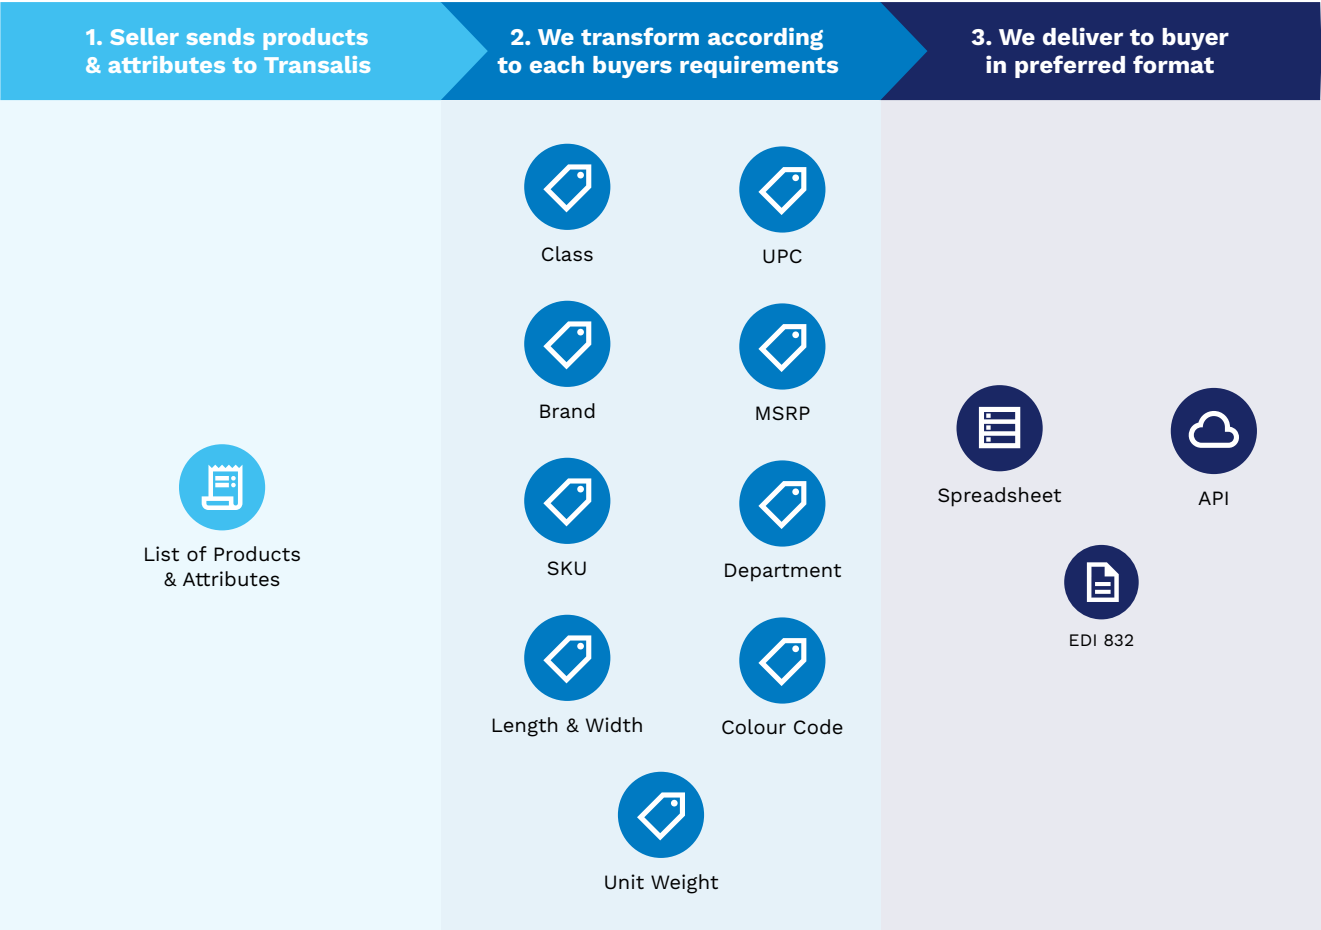 1. Seller sends products
& attributes to Transalis
2. We transform according
to each buyers requirements
3. We deliver to buyer
in preferred format
List of Products
& Attributes
Class
UPC
Brand
MSRP
SKU
Department
Length & Width
Colour Code
Unit Weight
Spreadsheet
API
EDI 832